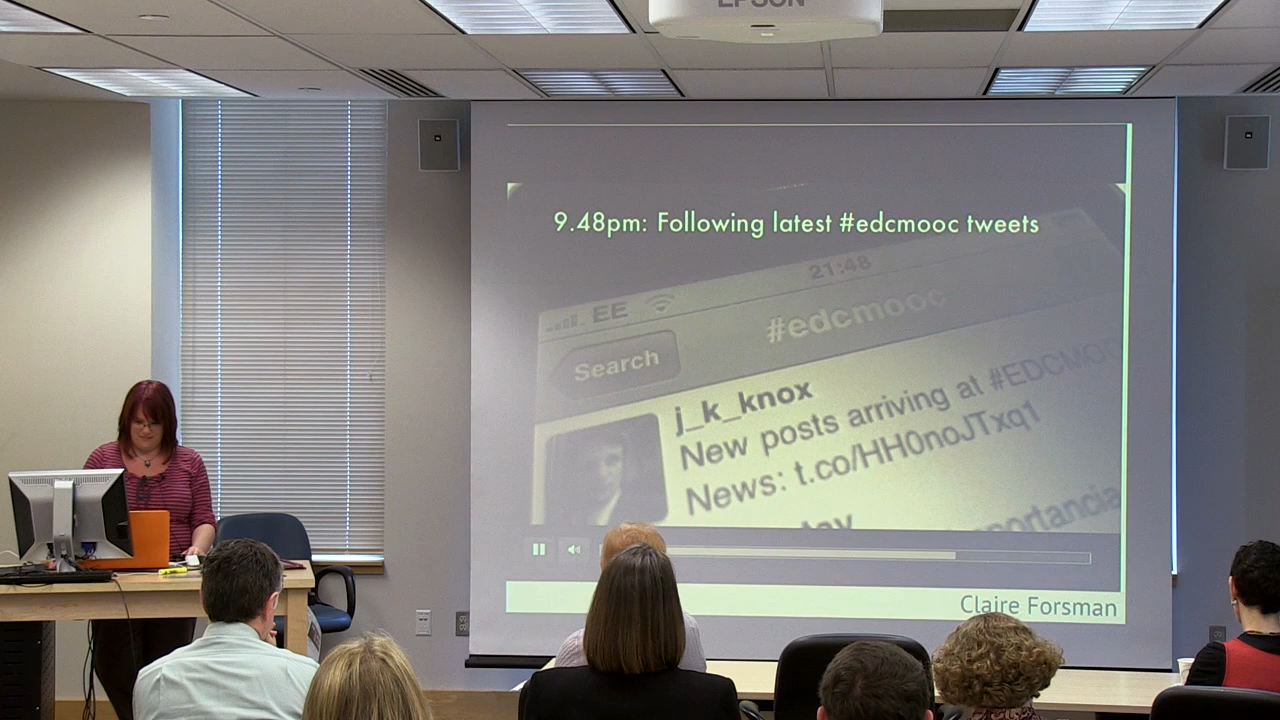 EPSON
9.48pm: Following latest #edcmooc tweets
21:48
EE
#edcmooc
Search
j_k_knox
New posts arriving at #EDCMOOC
News: t.co/HH0noJTxq1
Claire Forsman